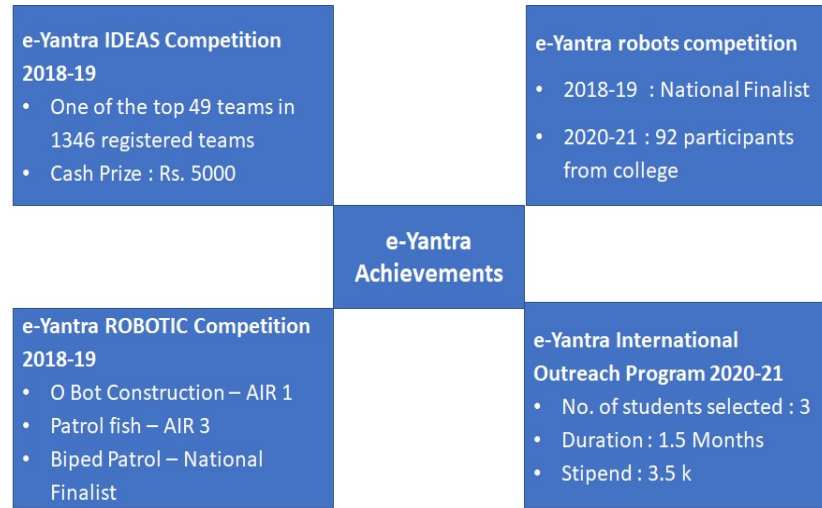 e-Yantra IDEAS Competition
2018-19
• One of the top 49 teams in
1346 registered teams
• Cash Prize : Rs. 5000
e-Yantra robots competition
• 2018-19 : National Finalist
• 2020-21 : 92 participants
from college
e-Yantra
Achievements
e-Yantra ROBOTIC Competition
2018-19
• O Bot Construction – AIR 1
• Patrol fish – AIR 3
• Biped Patrol – National
Finalist
e-Yantra International
Outreach Program 2020-21
• No. of students selected : 3
• Duration : 1.5 Months
• Stipend : 3.5 k